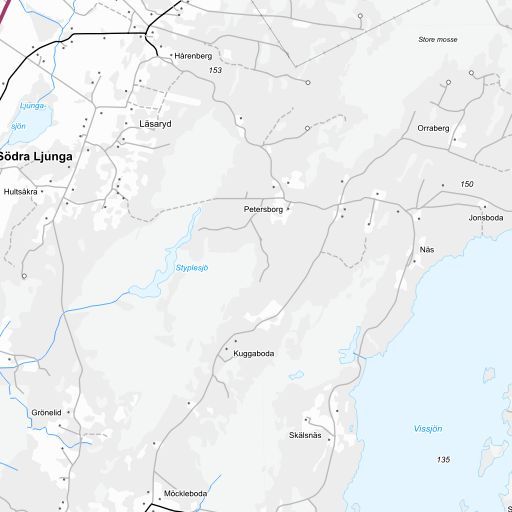 Store mosse
Hårenberg
153
Ljunga-
sjön
Läsaryd
Orraberg
Södra Ljunga
Hultsåkra
150
Petersborg
Jonsboda
Näs
Styplesjö
Kuggaboda
Grönelid
Skälsnäs
Vissjön
135
Möckleboda
S